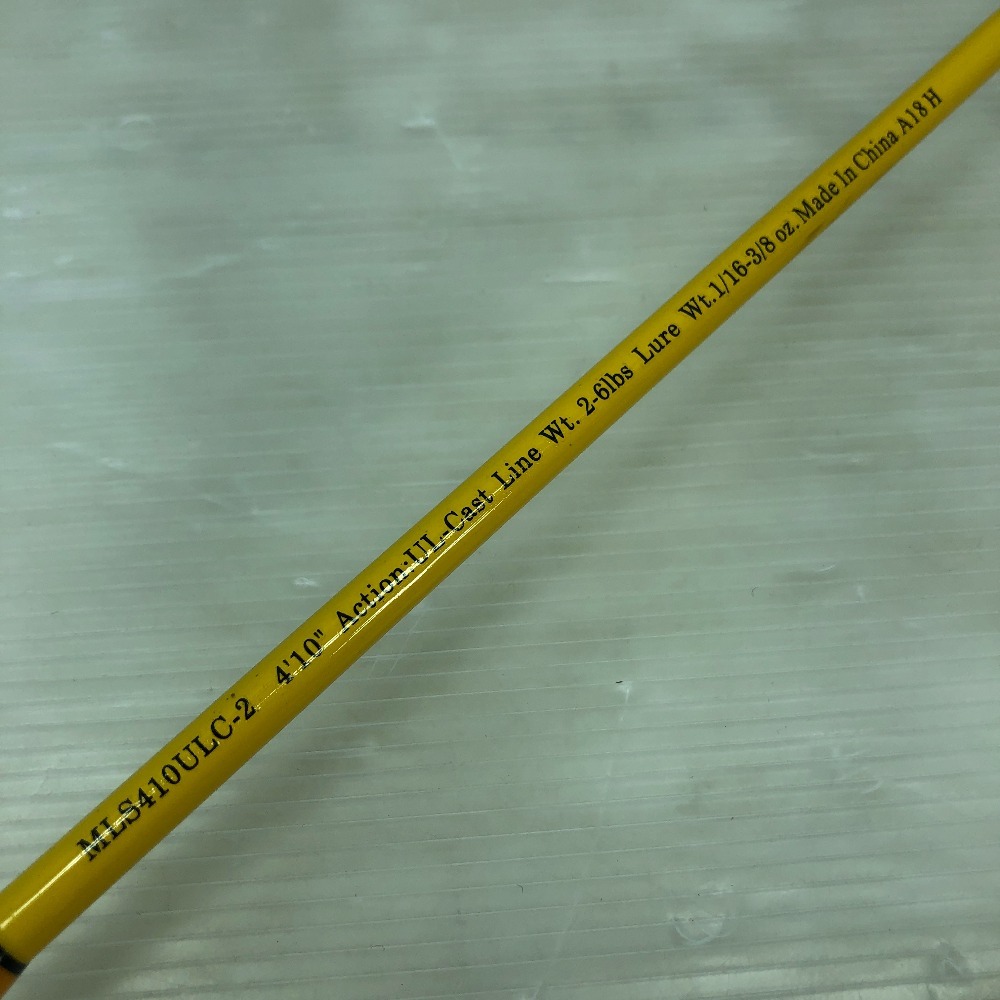 MLS410ULC-2 4'10" Action:UL-Cast Line Wt. 2-6lbs Lure Wt.1/16-3/8 oz. Made In China A18H